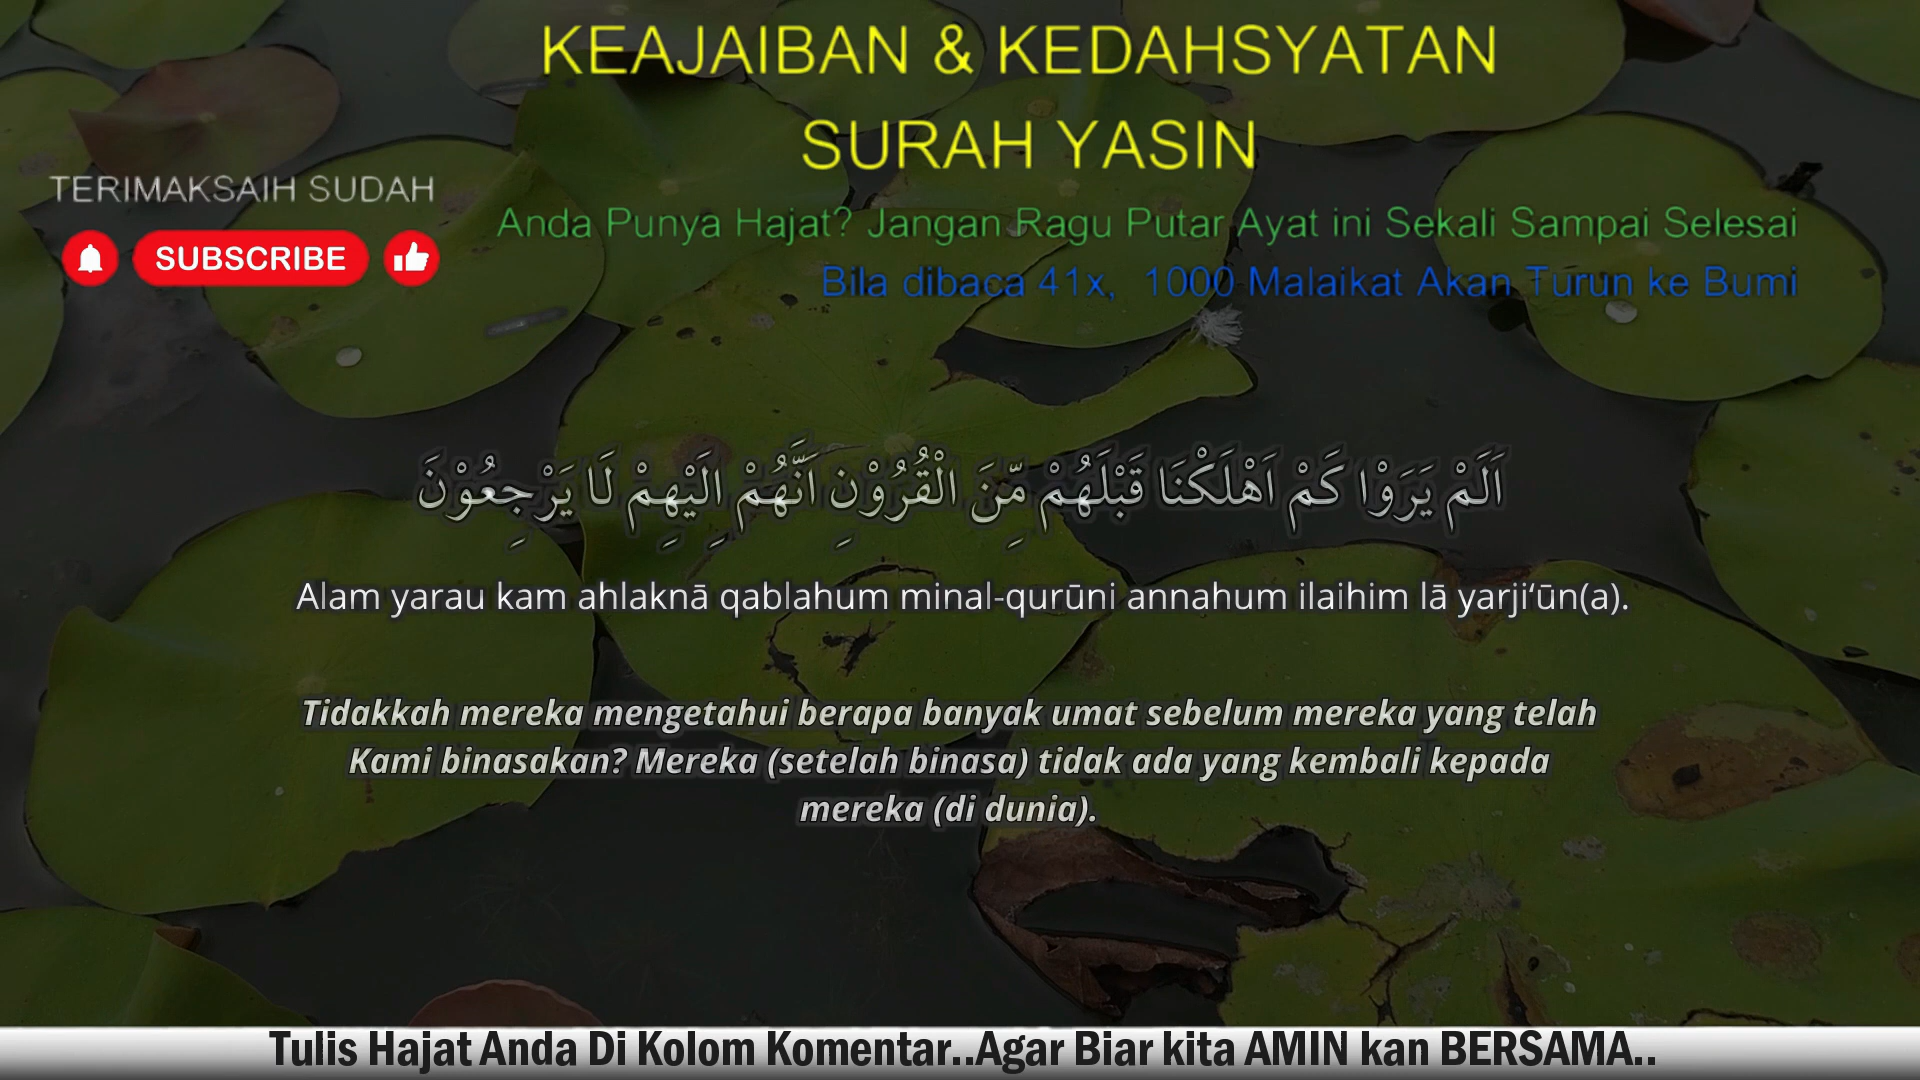 KEAJAIBAN & KEDAHSYATAN
SURAH YASIN
TERIMAKSAIH SUDAH
SUBSCRIBE
Anda Punya Hajat? Jangan Ragu Putar Ayat ini Sekali Sampai Selesai
Bila dibaca 41x, 1000 Malaikat Akan Turun ke Bumi
اَلَمْ يَرَوْا كَمْ اَهْلَكْنَا قَبْلَهُمْ مِّنَ الْقُرُوْنِ اَنَّهُمْ اِلَيْهِمْ لَا يَرْجِعُوْنَ
Alam yarau kam ahlaknā qablahum minal-qurūni annahum ilaihim lā yarji‘ūn(a).
Tidakkah mereka mengetahui berapa banyak umat sebelum mereka yang telah
Kami binasakan? Mereka (setelah binasa) tidak ada yang kembali kepada
mereka (di dunia).
Tulis Hajat Anda Di Kolom Komentar..Agar Biar kita AMIN kan BERSAMA..